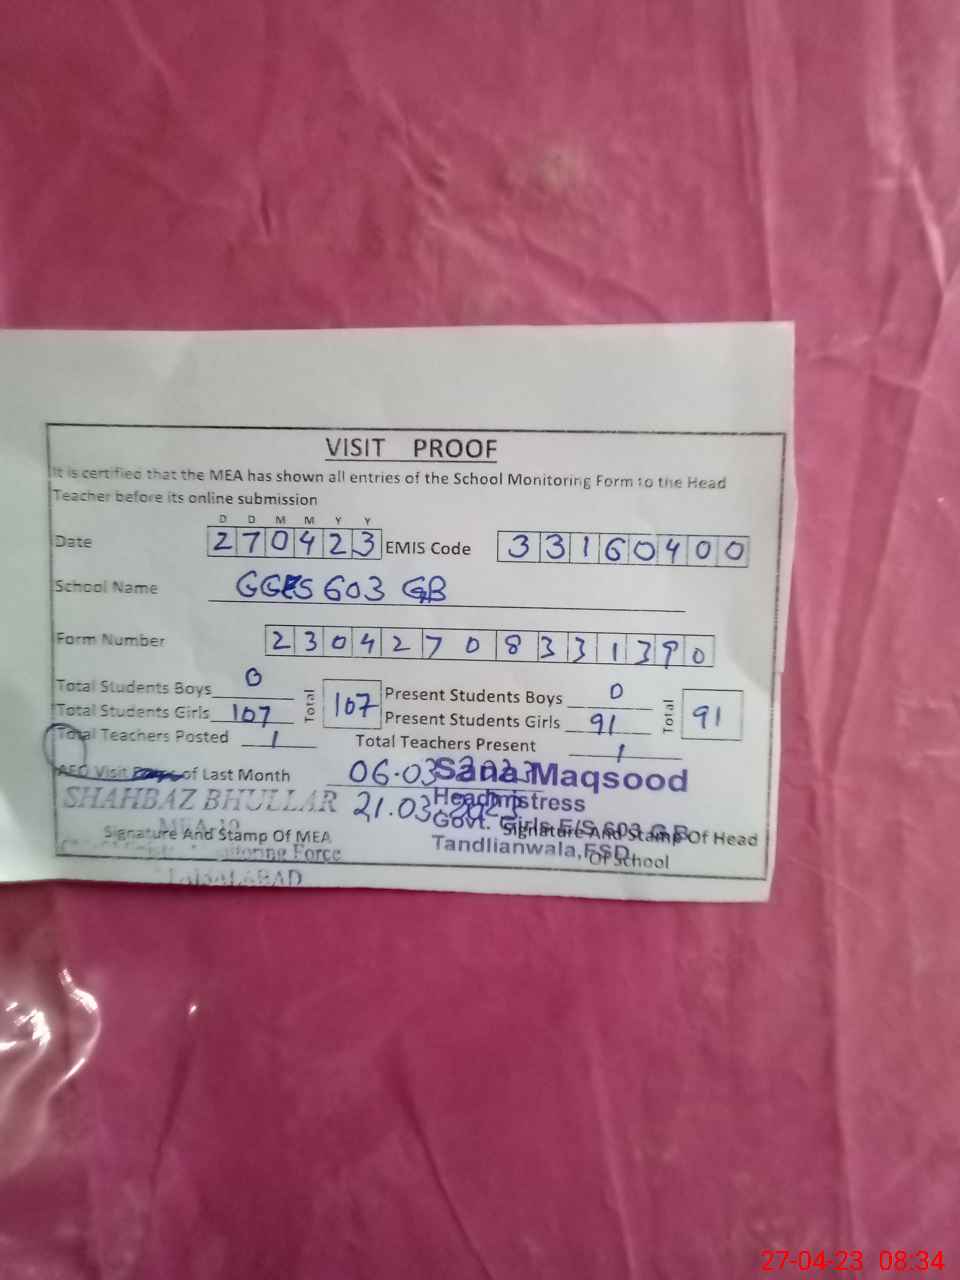 VISIT PROOF
It is certified that the MEA has shown all entries of the School Monitoring Form to the Head
Teacher before its online submission
D D M M Y Y
Date 270423 EMIS Code 33160400
School Name GGES 603 GB
Form Number 23042708331390
Total Students Boys 0 Present Students Boys 0
Total 107 Total 91
Total Students Girls 107 Present Students Girls 91
Total Teachers Posted 1 Total Teachers Present 1
AEO Visit of Last Month 06.03.2023
21.03.2023
SHAHBAZ BHULLAR
Signature And Stamp Of MEA
Force
FAISALABAD
Sana Maqsood
Headmistress
Govt. Girls E/S 603 G.B
Tandlianwala, FSD
Signature And Stamp Of Head
Of School
27-04-23 08:34